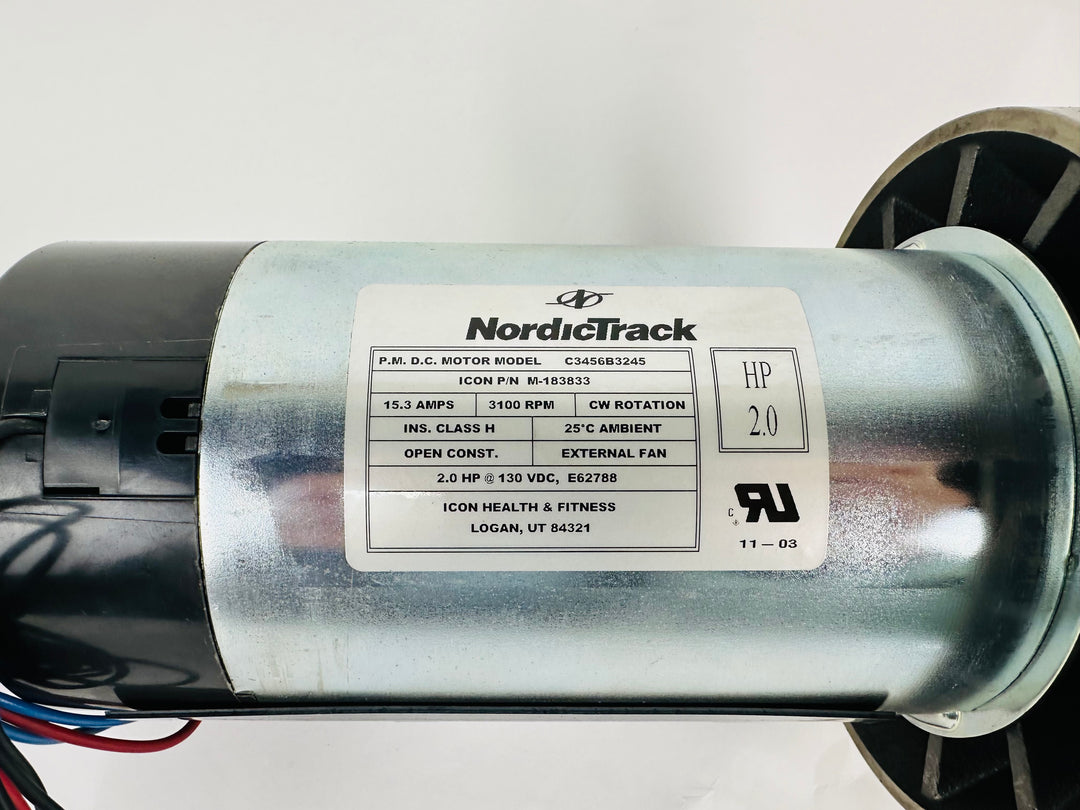 NordicTrack
P.M. D.C. MOTOR MODEL C3456B3245
ICON P/N M-183833
15.3 AMPS 3100 RPM CW ROTATION
INS. CLASS H 25°C AMBIENT
OPEN CONST. EXTERNAL FAN
2.0 HP @ 130 VDC, E62788
ICON HEALTH & FITNESS
LOGAN, UT 84321
HP
2.0
c RU ®
11-03